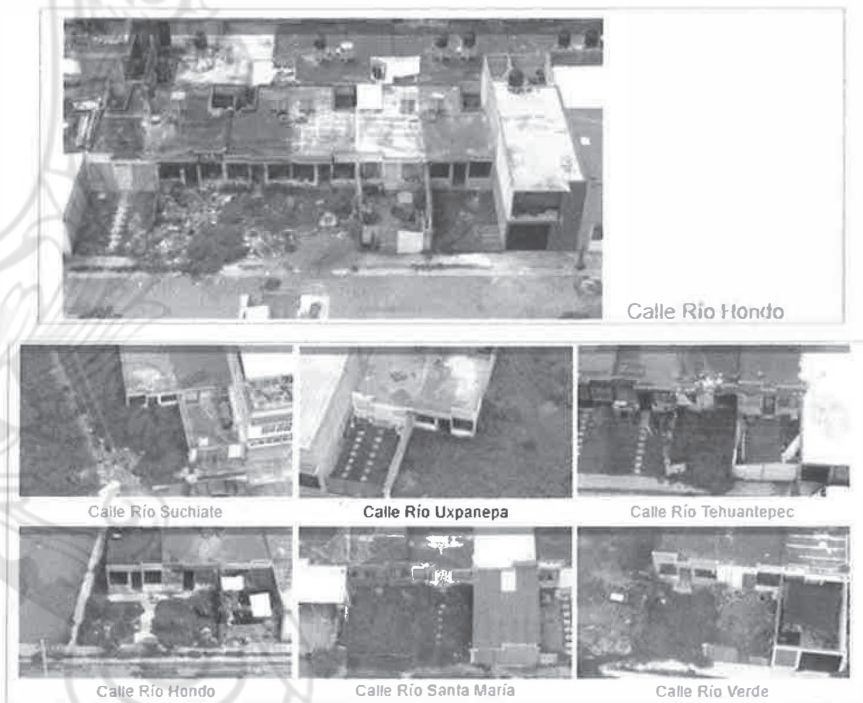 Calle Río Hondo
Calle Río Suchiate
Calle Río Uxpanepa
Calle Río Tehuantepec
Calle Río Hondo
Calle Río Santa María
Calle Río Verde